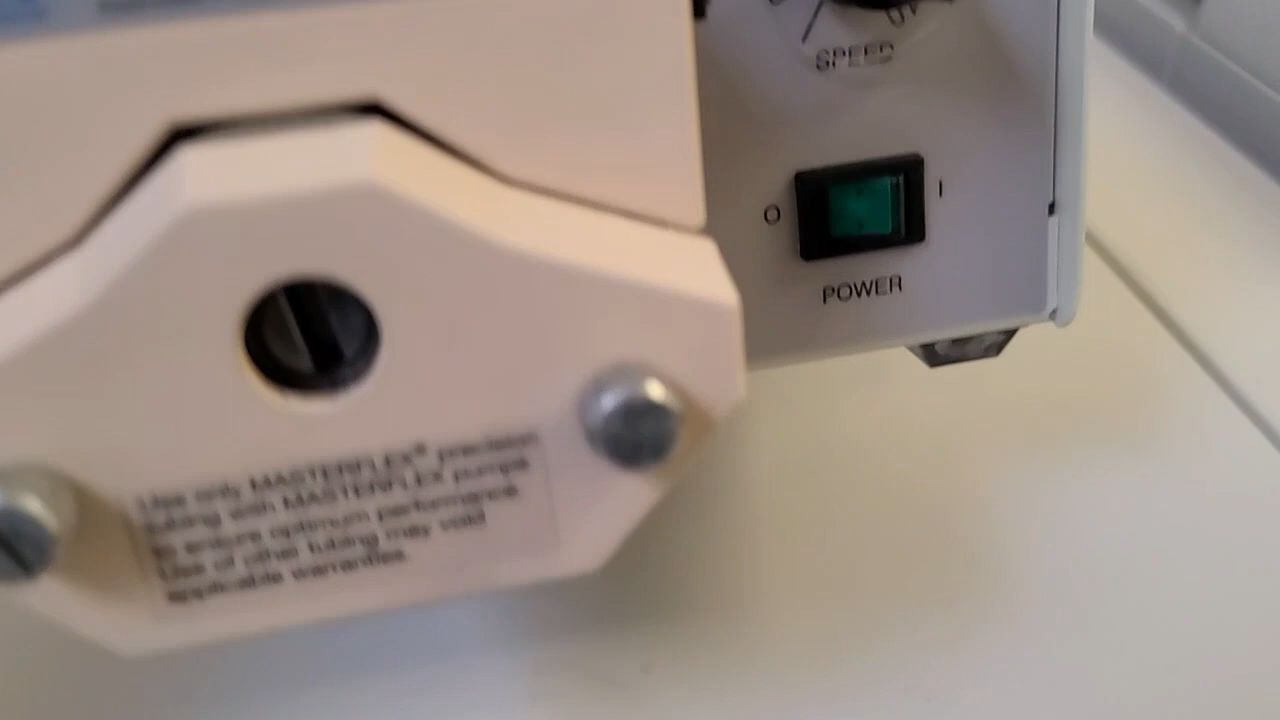 SPEED
O
I
POWER
Use only MASTERFLEX® precision
tubing with MASTERFLEX pumps
to ensure optimum performance.
Use of other tubing may void
applicable warranties.